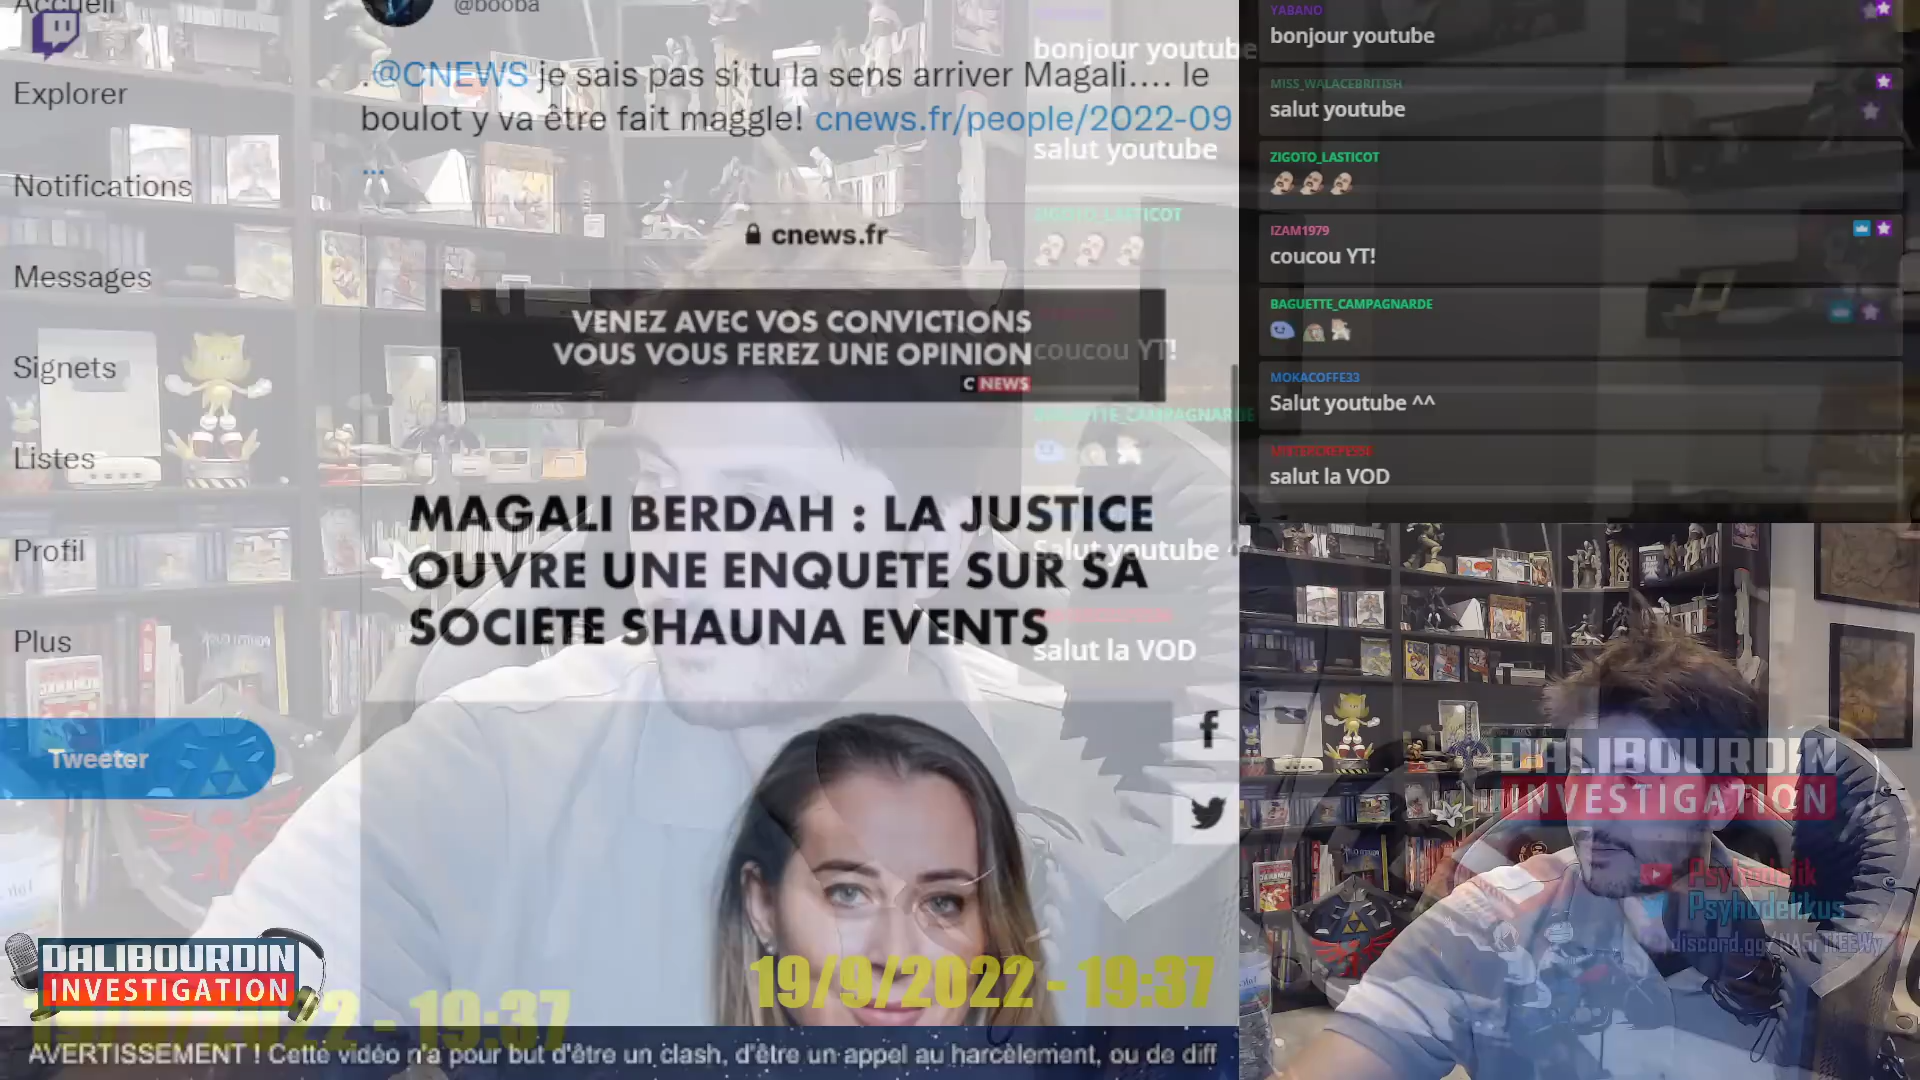 Accueil
@booba
.@CNEWS je sais pas si tu la sens arriver Magali.... le
boulot y va être fait maggle! cnews.fr/people/2022-09
...
Explorer
Notifications
Messages
Signets
Listes
Profil
Plus
Tweeter
cnews.fr
VENEZ AVEC VOS CONVICTIONS
VOUS VOUS FEREZ UNE OPINION
CNEWS
MAGALI BERDAH : LA JUSTICE
OUVRE UNE ENQUETE SUR SA
SOCIETE SHAUNA EVENTS
bonjour youtube
salut youtube
ZIGOTO_LASTICOT
coucou YT!
BAGUETTE_CAMPAGNARDE
Salut youtube ^^
salut la VOD
YABANO
bonjour youtube
MISS_WALACEBRITISH
salut youtube
ZIGOTO_LASTICOT
IZAM1979
coucou YT!
BAGUETTE_CAMPAGNARDE
MOKACOFFE33
Salut youtube ^^
salut la VOD
DALIBOURDIN
INVESTIGATION
Psyhodelik
Psyhodelikus
DALIBOURDIN
INVESTIGATION
19/9/2022 - 19:37
19/9/2022 - 19:37
AVERTISSEMENT ! Cette vidéo n'a pour but d'être un clash, d'être un appel au harcèlement, ou de diff